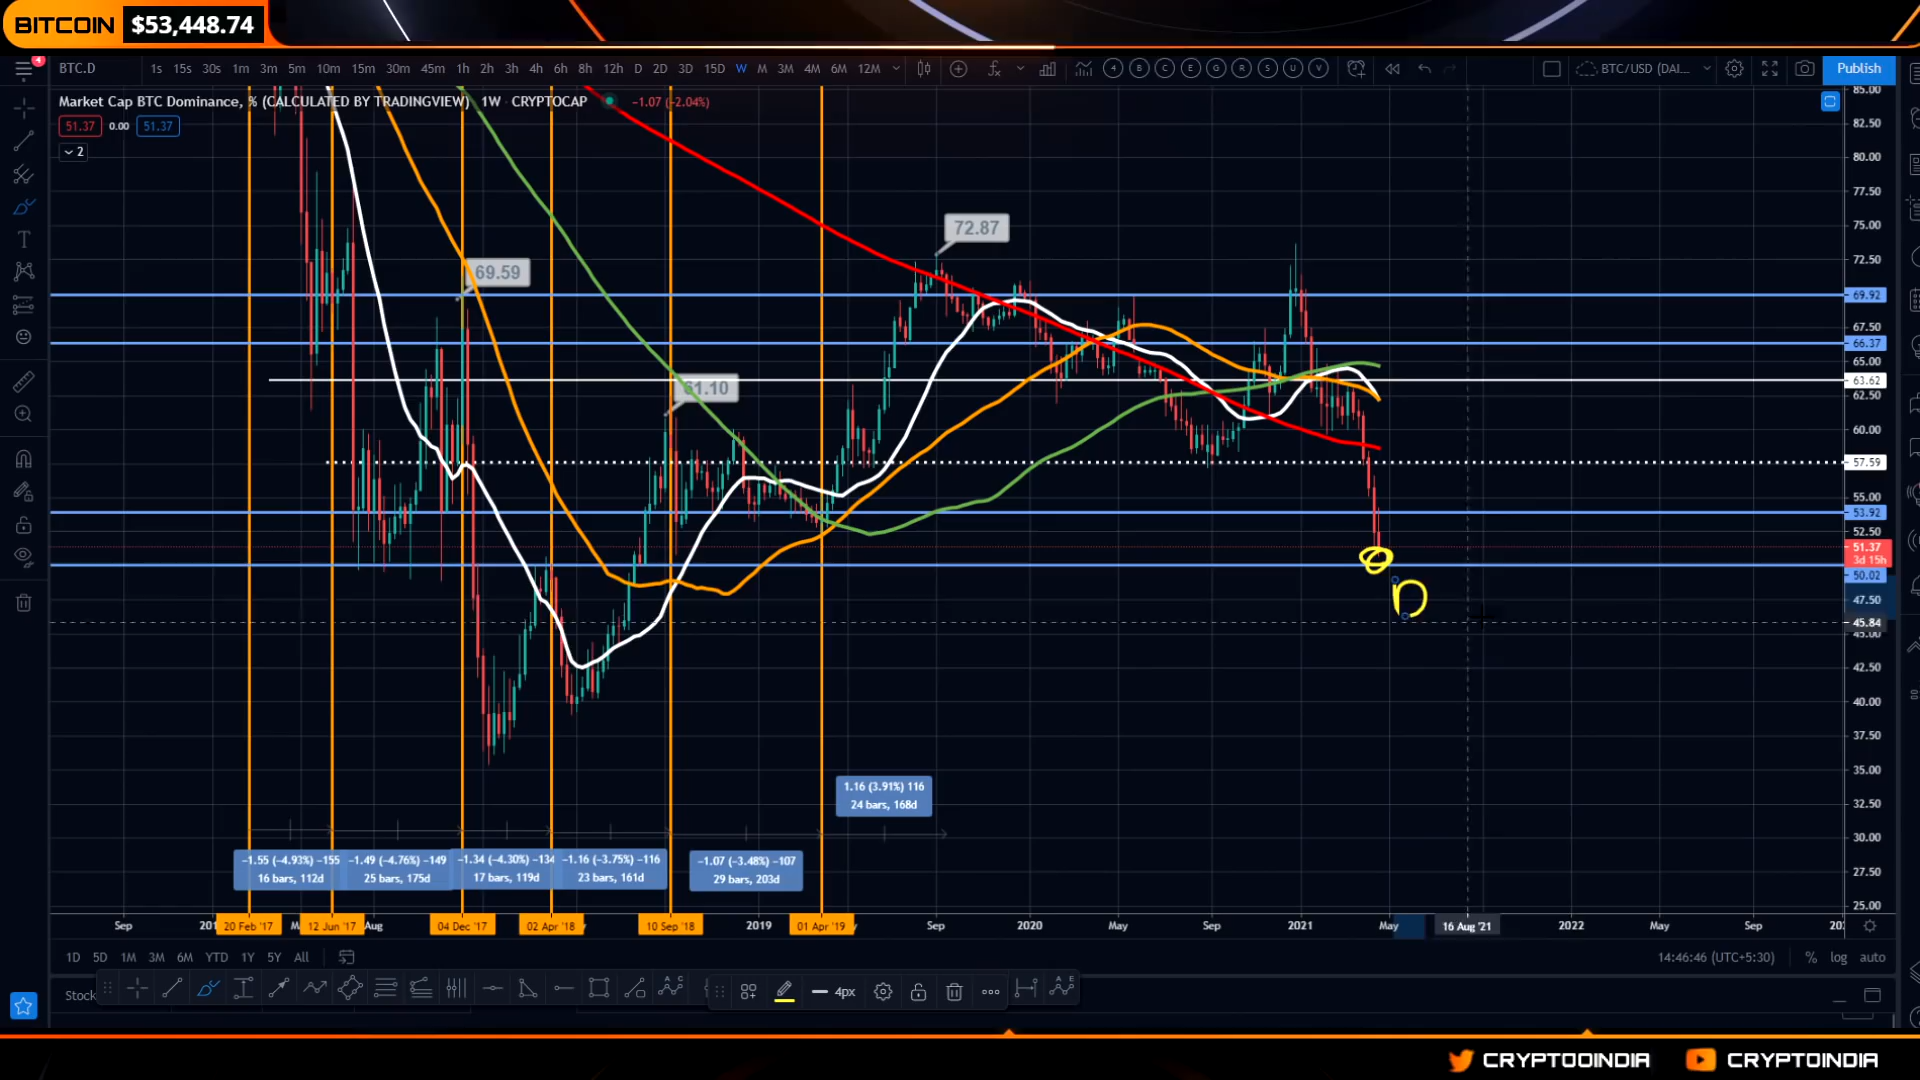 BITCOIN $53,448.74
BTC.D 1s 15s 30s 1m 3m 5m 10m 15m 30m 45m 1h 2h 3h 4h 6h 8h 12h D 2D 3D 15D W M 3M 4M 6M 12M 4 B C E G R S U V BTC/USD (DAI... Publish
Market Cap BTC Dominance, % (CALCULATED BY TRADINGVIEW) 1W CRYPTOCAP −1.07 (−2.04%)
51.37 0.00 51.37
2
85.00
82.50
80.00
77.50
75.00
72.87
72.50
69.59
69.92
67.50
66.37
65.00
63.62
62.50
60.00
57.59
55.00
53.92
52.50
51.37
3d 15h
50.02
47.50
45.84
45.00
42.50
40.00
37.50
35.00
32.50
30.00
27.50
25.00
1.16 (3.91%) 116
24 bars, 168d
−1.55 (−4.93%) −155
16 bars, 112d
−1.49 (−4.76%) −149
25 bars, 175d
−1.34 (−4.30%) −134
17 bars, 119d
−1.16 (−3.75%) −116
23 bars, 161d
−1.07 (−3.48%) −107
29 bars, 203d
Sep 20 Feb '17 12 Jun '17 Aug 04 Dec '17 02 Apr '18 10 Sep '18 2019 01 Apr '19 Sep 2020 May Sep 2021 May 16 Aug '21 2022 May Sep
1D 5D 1M 3M 6M YTD 1Y 5Y All 14:46:46 (UTC+5:30) % log auto
Stock 4px
CRYPTOOINDIA CRYPTOINDIA